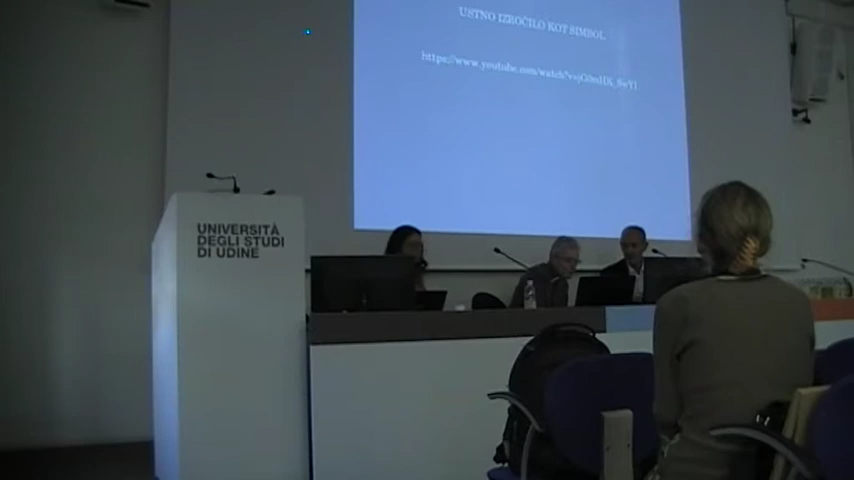 USTNO IZROČILO KOT SIMBOL
UNIVERSITÀ
DEGLI STUDI
DI UDINE